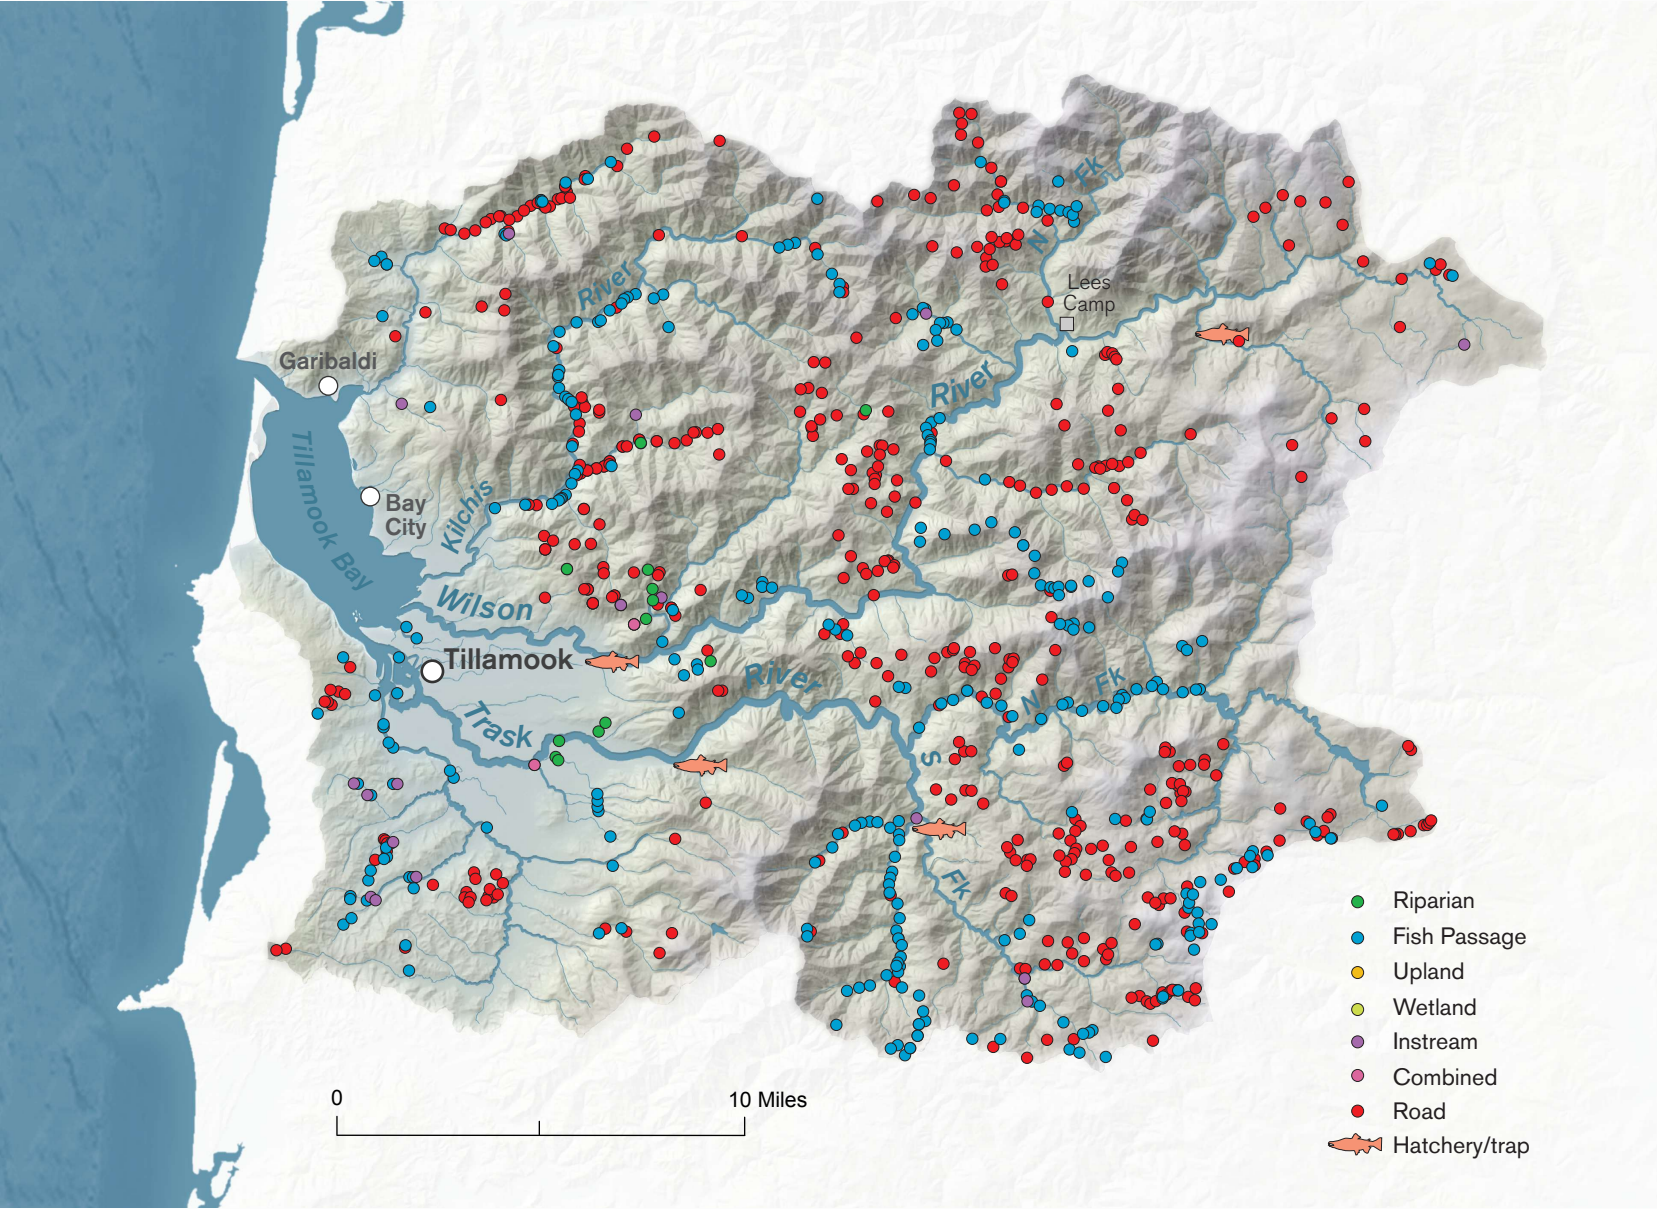 N Fk
River
N
Lees
Camp
Garibaldi
River
Tillamook Bay
Bay
City
Kilchis
Wilson
Tillamook
River
N Fk
Trask
S
Fk
Riparian
Fish Passage
Upland
Wetland
Instream
Combined
Road
Hatchery/trap
0
10 Miles